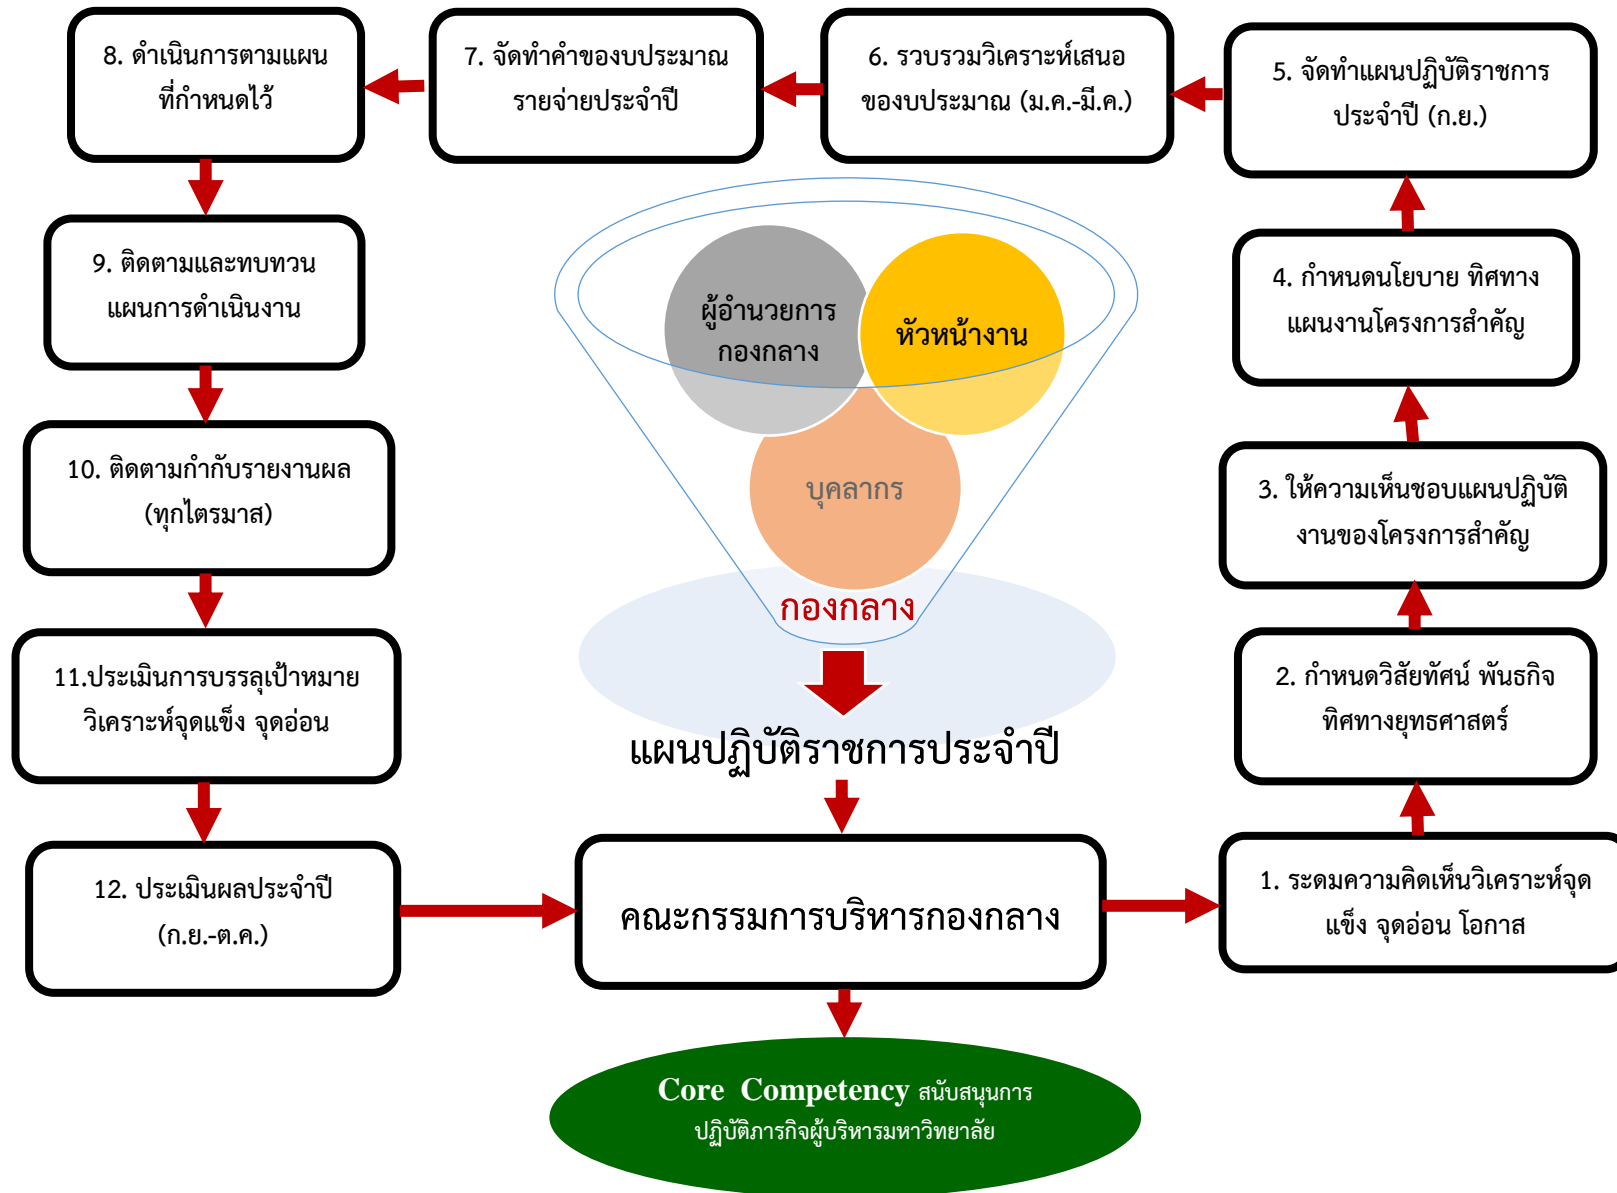 8. ดำเนินการตามแผน
ที่กำหนดไว้
7. จัดทำคำของบประมาณ
รายจ่ายประจำปี
6. รวบรวมวิเคราะห์เสนอ
ของบประมาณ (ม.ค.-มี.ค.)
5. จัดทำแผนปฏิบัติราชการ
ประจำปี (ก.ย.)
9. ติดตามและทบทวน
แผนการดำเนินงาน
ผู้อำนวยการ
กองกลาง
หัวหน้างาน
4. กำหนดนโยบาย ทิศทาง
แผนงานโครงการสำคัญ
10. ติดตามกำกับรายงานผล
(ทุกไตรมาส)
บุคลากร
3. ให้ความเห็นชอบแผนปฏิบัติ
งานของโครงการสำคัญ
กองกลาง
11.ประเมินการบรรลุเป้าหมาย
วิเคราะห์จุดแข็ง จุดอ่อน
2. กำหนดวิสัยทัศน์ พันธกิจ
ทิศทางยุทธศาสตร์
แผนปฏิบัติราชการประจำปี
12. ประเมินผลประจำปี
(ก.ย.-ต.ค.)
คณะกรรมการบริหารกองกลาง
1. ระดมความคิดเห็นวิเคราะห์จุด
แข็ง จุดอ่อน โอกาส
Core Competency สนับสนุนการ
ปฏิบัติภารกิจผู้บริหารมหาวิทยาลัย